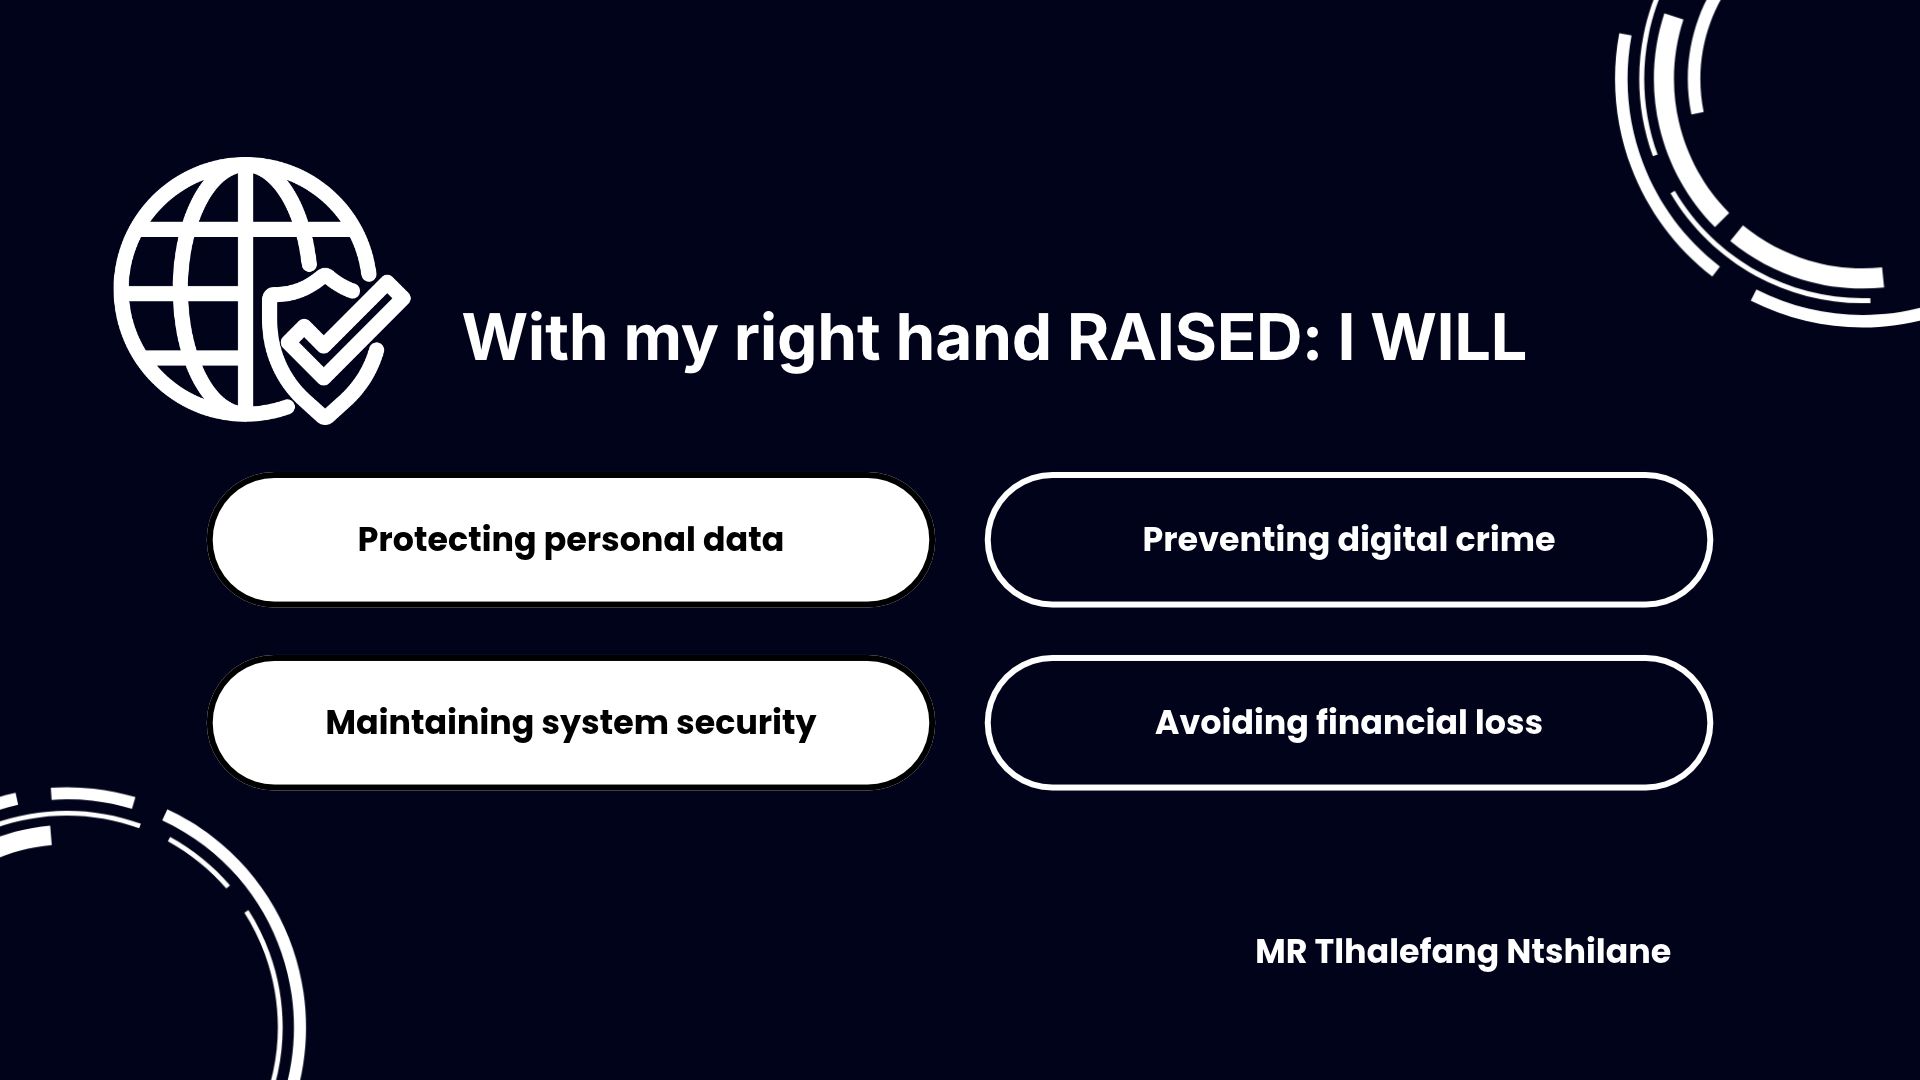 With my right hand RAISED: I WILL
Protecting personal data
Preventing digital crime
Maintaining system security
Avoiding financial loss
MR Tlhalefang Ntshilane